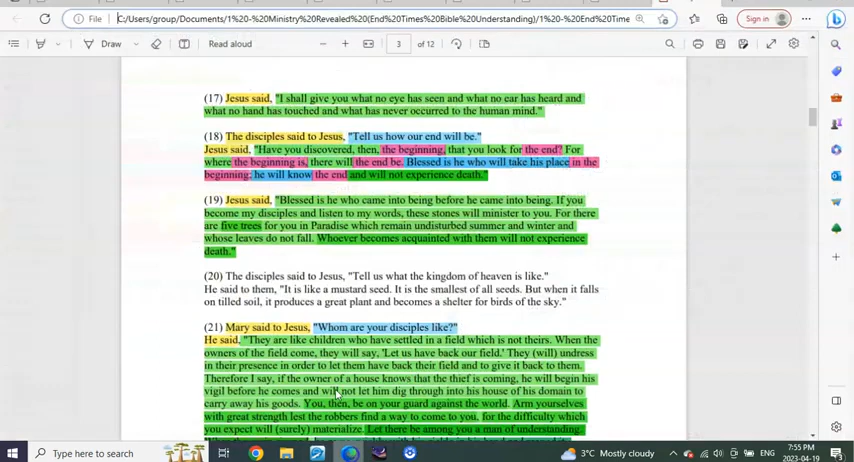 File | C:/Users/group/Documents/1%20-%20Ministry%20Revealed(End%20Times%20Bible%20Understanding)/1%20-%20End%20Time
Sign in
Draw
Read aloud
3 of 12
(17) Jesus said, "I shall give you what no eye has seen and what no ear has heard and
what no hand has touched and what has never occurred to the human mind."
(18) The disciples said to Jesus, "Tell us how our end will be."
Jesus said, "Have you discovered, then, the beginning, that you look for the end? For
where the beginning is, there will the end be. Blessed is he who will take his place in the
beginning; he will know the end and will not experience death."
(19) Jesus said, "Blessed is he who came into being before he came into being. If you
become my disciples and listen to my words, these stones will minister to you. For there
are five trees for you in Paradise which remain undisturbed summer and winter and
whose leaves do not fall. Whoever becomes acquainted with them will not experience
death."
(20) The disciples said to Jesus, "Tell us what the kingdom of heaven is like."
He said to them, "It is like a mustard seed. It is the smallest of all seeds. But when it falls
on tilled soil, it produces a great plant and becomes a shelter for birds of the sky."
(21) Mary said to Jesus, "Whom are your disciples like?"
He said, "They are like children who have settled in a field which is not theirs. When the
owners of the field come, they will say, 'Let us have back our field.' They (will) undress
in their presence in order to let them have back their field and to give it back to them.
Therefore I say, if the owner of a house knows that the thief is coming, he will begin his
vigil before he comes and will not let him dig through into his house of his domain to
carry away his goods. You, then, be on your guard against the world. Arm yourselves
with great strength lest the robbers find a way to come to you, for the difficulty which
you expect will (surely) materialize. Let there be among you a man of understanding.
Type here to search
3°C Mostly cloudy
ENG
7:55 PM
2023-04-19